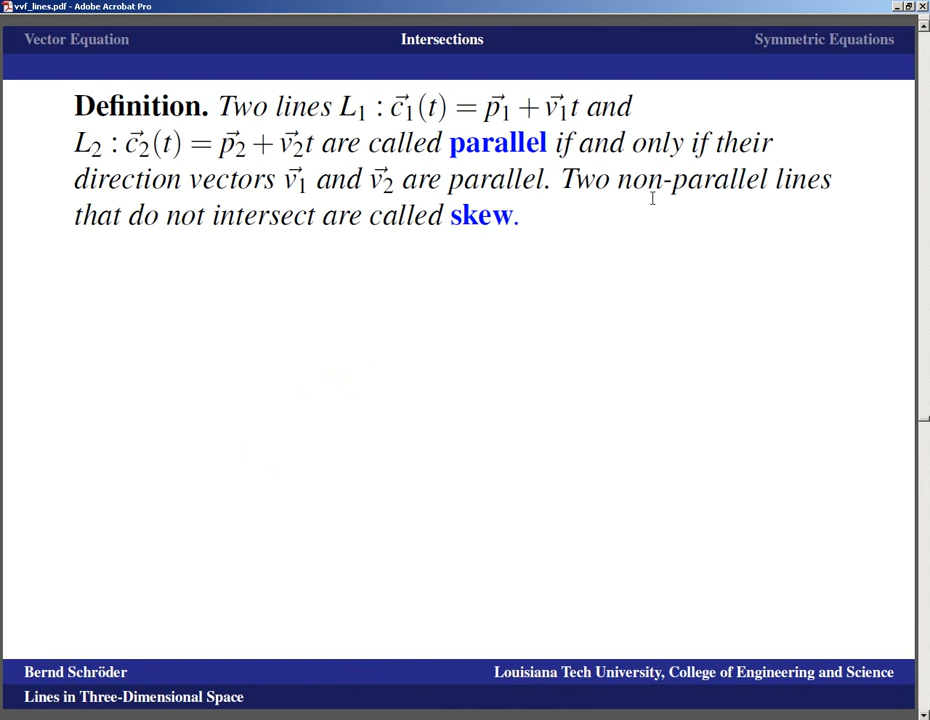 vvf_lines.pdf - Adobe Acrobat Pro
Vector Equation Intersections Symmetric Equations
Definition. Two lines L₁ : c⃗₁(t) = p⃗₁ + v⃗₁t and
L₂ : c⃗₂(t) = p⃗₂ + v⃗₂t are called parallel if and only if their
direction vectors v⃗₁ and v⃗₂ are parallel. Two non-parallel lines
that do not intersect are called skew.
Bernd Schröder Louisiana Tech University, College of Engineering and Science
Lines in Three-Dimensional Space